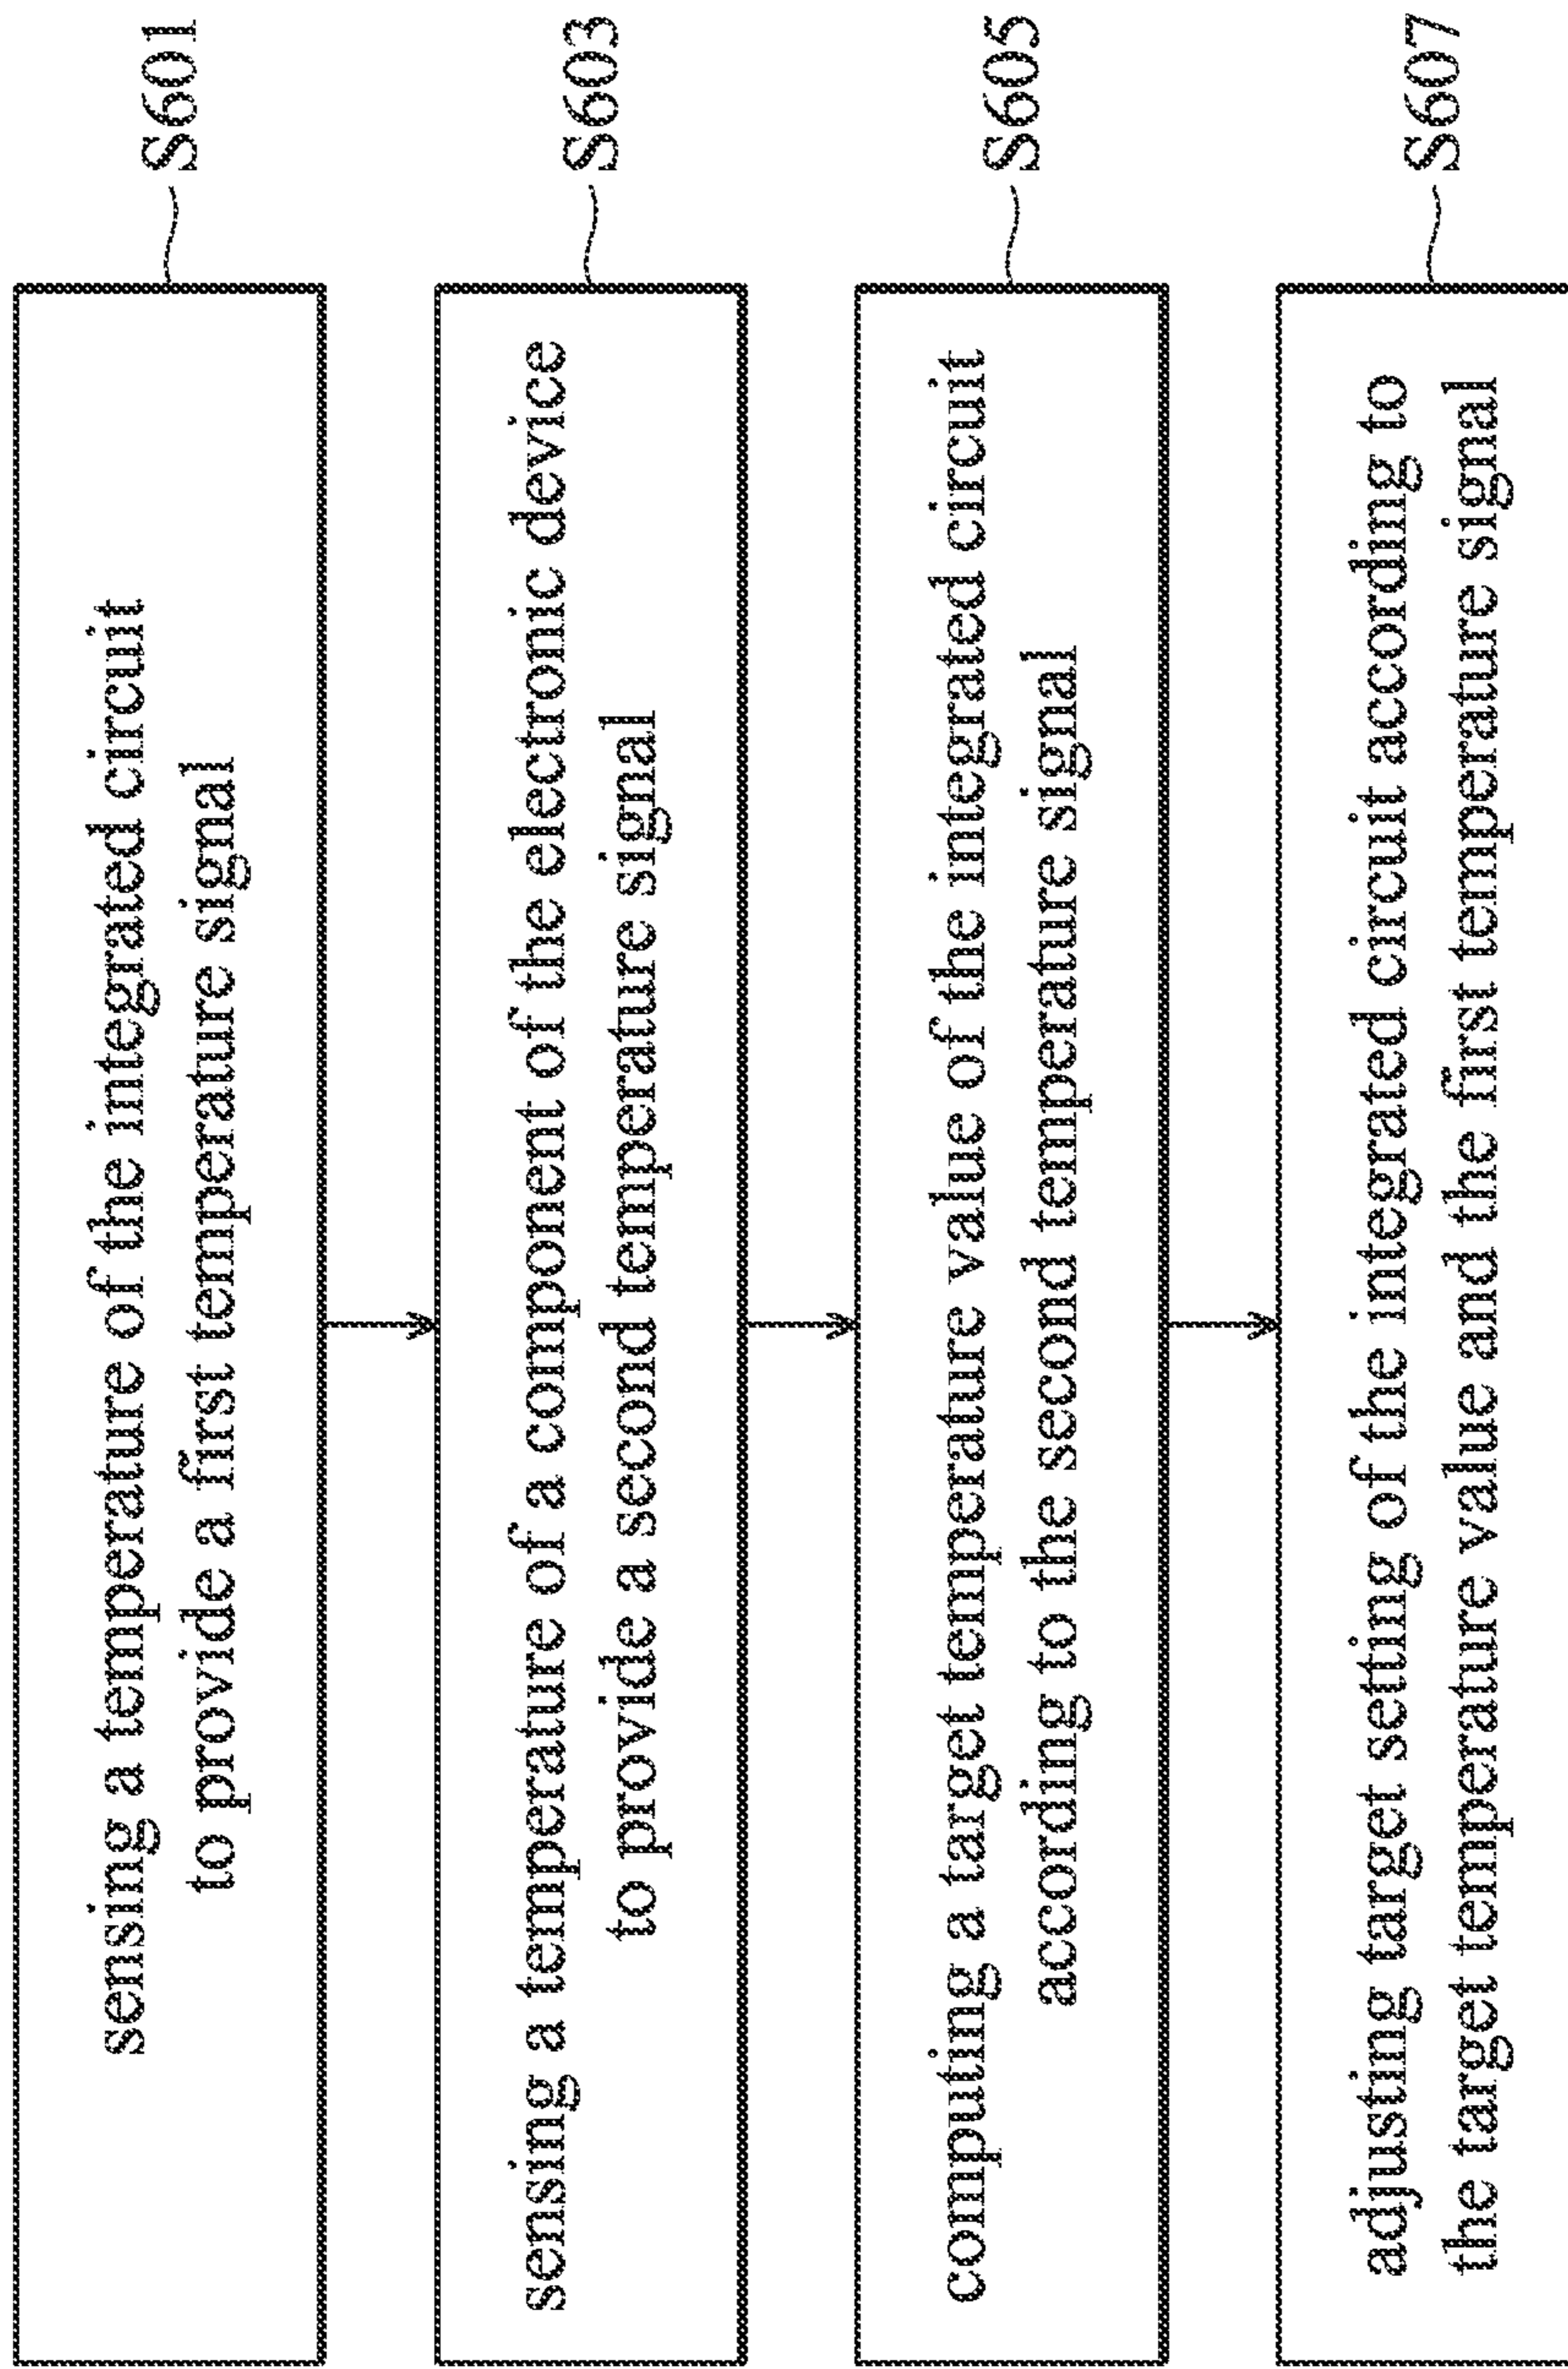 sensing a temperature of the integrated circuit
to provide a first temperature signal
S601
sensing a temperature of a component of the electronic device
to provide a second temperature signal
S603
computing a target temperature value of the integrated circuit
according to the second temperature signal
S605
adjusting target setting of the integrated circuit according to
the target temperature value and the first temperature signal
S607